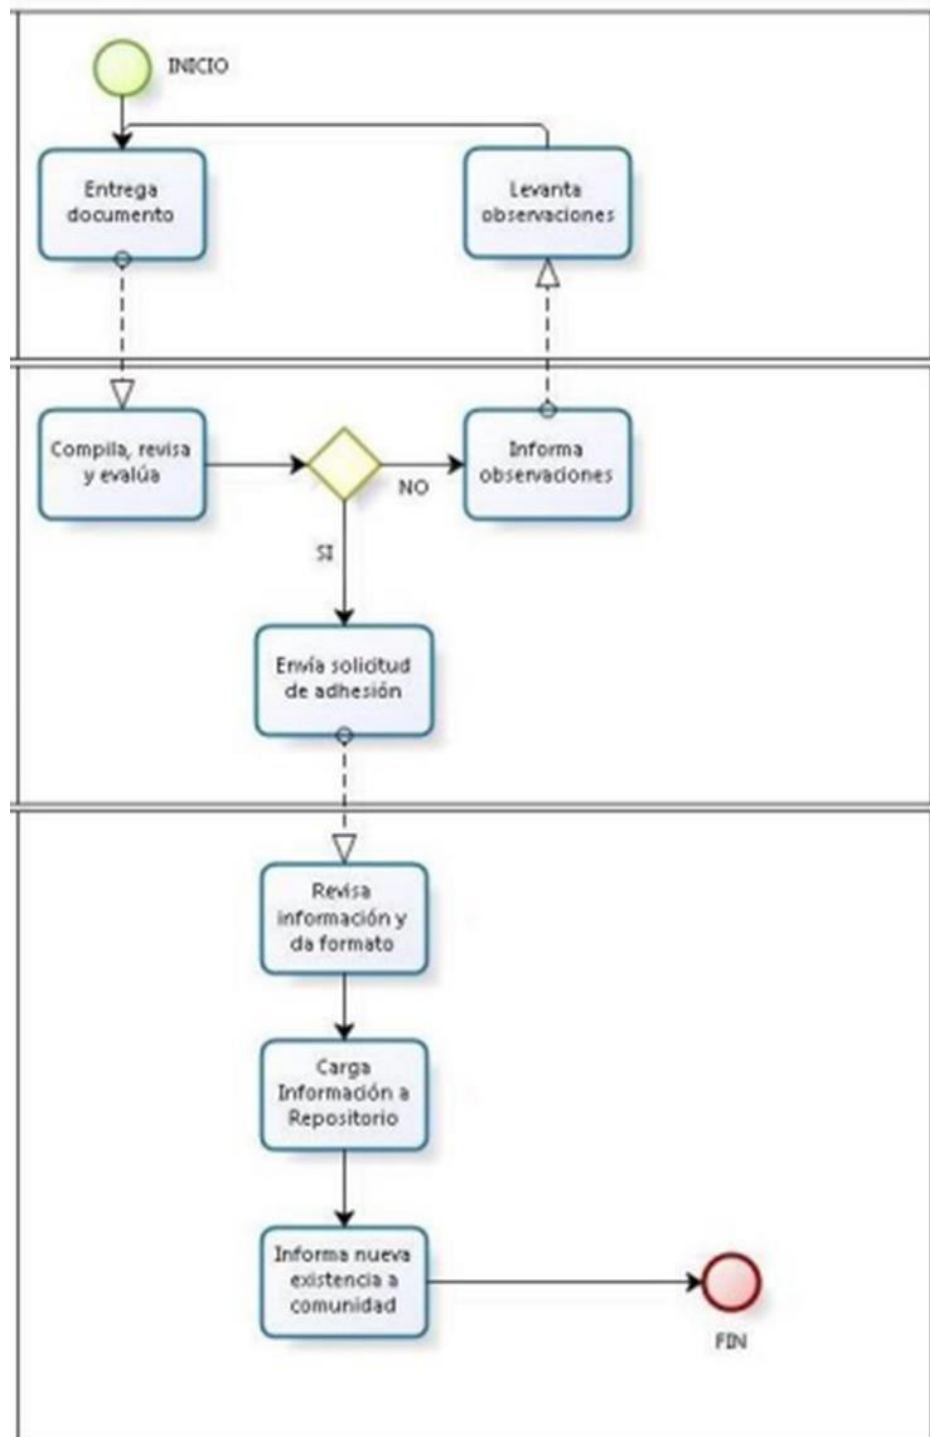 INICIO
Entrega
documento
Levanta
observaciones
Compila, revisa
y evalúa
NO
Informa
observaciones
SI
Envía solicitud
de adhesión
Revisa
información y
da formato
Carga
Información a
Repositorio
Informa nueva
existencia a
comunidad
FIN